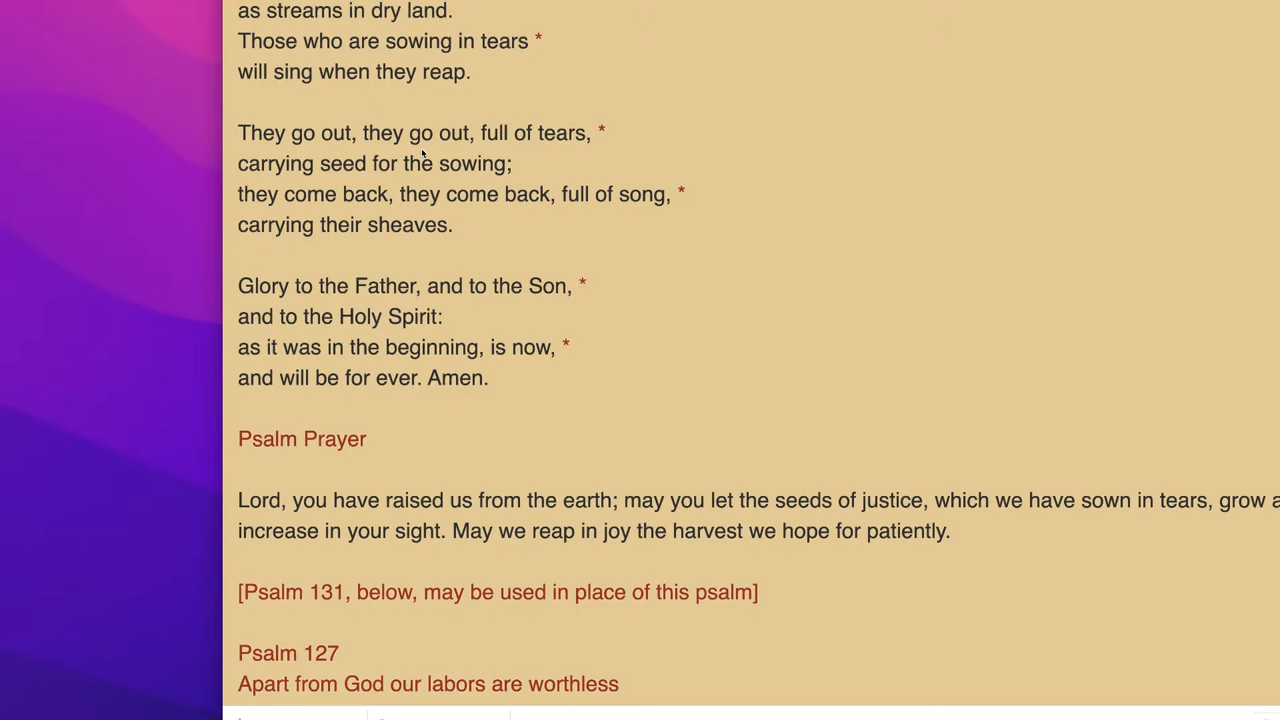 as streams in dry land.
Those who are sowing in tears *
will sing when they reap.
They go out, they go out, full of tears, *
carrying seed for the sowing;
they come back, they come back, full of song, *
carrying their sheaves.
Glory to the Father, and to the Son, *
and to the Holy Spirit:
as it was in the beginning, is now, *
and will be for ever. Amen.
Psalm Prayer
Lord, you have raised us from the earth; may you let the seeds of justice, which we have sown in tears, grow
increase in your sight. May we reap in joy the harvest we hope for patiently.
[Psalm 131, below, may be used in place of this psalm]
Psalm 127
Apart from God our labors are worthless